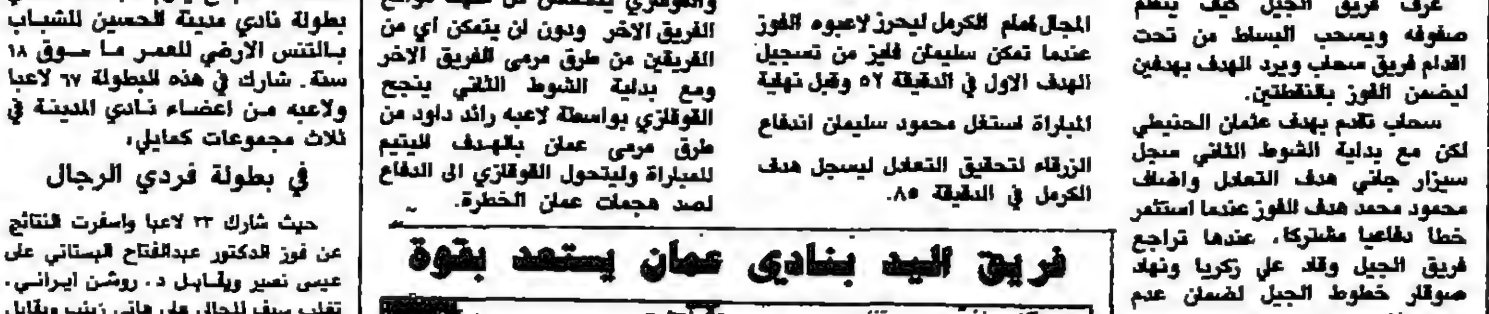 عرف فريق الجيل كيف ينظم
صفوفه ويسحب البساط من تحت
اقدام فريق سحاب ويرد الهدف بهدفين
ليضمن الفوز بالنقطتين.
سحاب تقدم بهدف عثمان الحنيطي
لكن مع بداية الشوط الثاني سجل
سيزار جاني هدف التعادل واضاف
محمود محمد هدف الفوز عندما استثمر
خطا دفاعيا مشتركا. عندها تراجع
فريق الجيل وقاد علي زكريا ونهاد
صوقار خطوط الجيل لضمان عدم
المجال امام الكرمل ليحرز لاعبوه الفوز
عندما تمكن سليمان فايز من تسجيل
الهدف الاول في الدقيقة ٥٢ وقبل نهاية
المباراة استغل محمود سليمان اندفاع
الزرقاء لتحقيق التعادل ليسجل هدف
الكرمل في الدقيقة ٨٥.
الفريق الاخر ودون ان يتمكن اي من
الفريقين من طرق مرمى الفريق الاخر
ومع بداية الشوط الثاني ينجح
القوقازي بواسطة لاعبه رائد داود من
طرق مرمى عمان بالهدف اليتيم
للمباراة وليتحول القوقازي الى الدفاع
لصد هجمات عمان الخطرة.
فريق اليد بنادي عمان يستعد بقوة
بطولة نادي مدينة الحسين للشباب
بالتنس الارضي للعمر ما سوق ١٨
سنة. شارك في هذه البطولة ٦٧ لاعبا
ولاعبه من اعضاء نادي المدينة في
ثلاث مجموعات كمايلي،
في بطولة فردي الرجال
حيث شارك ٢٣ لاعبا واسفرت النتائج
عن فوز الدكتور عبدالفتاح البستاني على
عيسى نصير ويقابل د. روشن ايراني.
تغلب سيف المجالي على هاني زينب ويقابل